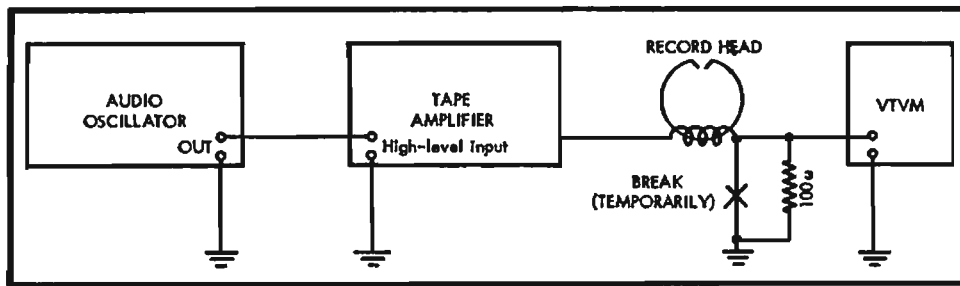 RECORD HEAD
AUDIO
OSCILLATOR
OUT
TAPE
AMPLIFIER
High-level Input
VTVM
BREAK
(TEMPORARILY)
100Ω